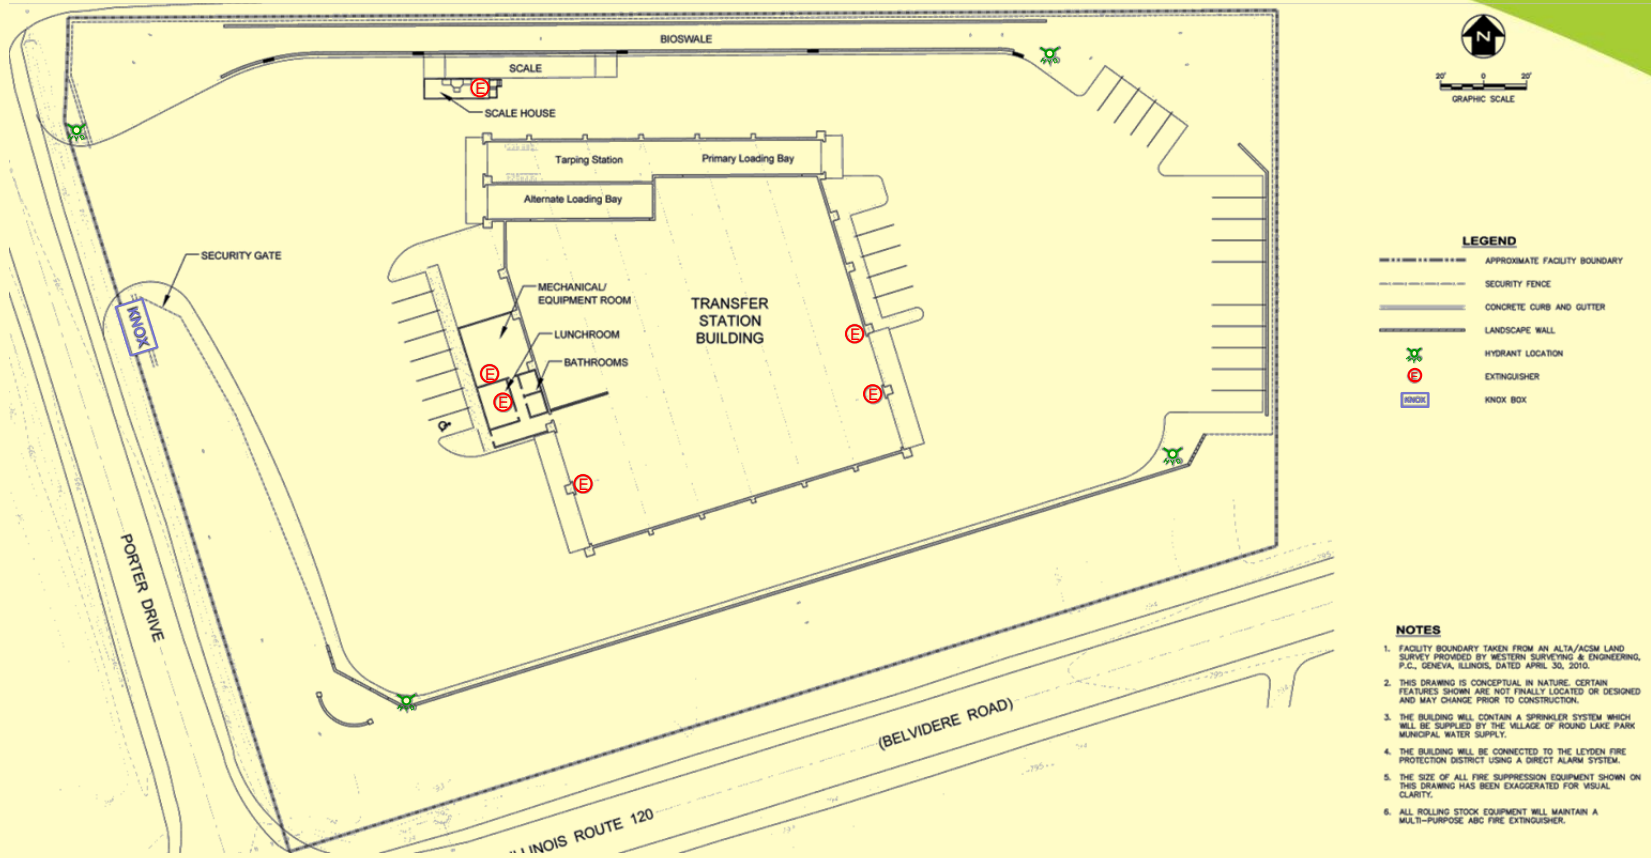 BIOSWALE
N
SCALE
E
20' 0 20'
GRAPHIC SCALE
SCALE HOUSE
Tarping Station
Primary Loading Bay
Alternate Loading Bay
SECURITY GATE
LEGEND
APPROXIMATE FACILITY BOUNDARY
SECURITY FENCE
CONCRETE CURB AND GUTTER
LANDSCAPE WALL
HYDRANT LOCATION
E EXTINGUISHER
KNOX KNOX BOX
MECHANICAL/
EQUIPMENT ROOM
TRANSFER
STATION
BUILDING
KNOX
LUNCHROOM
BATHROOMS
E
E
E
E
E
PORTER DRIVE
(BELVIDERE ROAD)
ILLINOIS ROUTE 120
NOTES
1. FACILITY BOUNDARY TAKEN FROM AN ALTA/ACSM LAND
SURVEY PROVIDED BY WESTERN SURVEYING & ENGINEERING,
P.C., GENEVA, ILLINOIS, DATED APRIL 30, 2010.
2. THIS DRAWING IS CONCEPTUAL IN NATURE. CERTAIN
FEATURES SHOWN ARE NOT FINALLY LOCATED OR DESIGNED
AND MAY CHANGE PRIOR TO CONSTRUCTION.
3. THE BUILDING WILL CONTAIN A SPRINKLER SYSTEM WHICH
WILL BE SUPPLIED BY THE VILLAGE OF ROUND LAKE PARK
MUNICIPAL WATER SUPPLY.
4. THE BUILDING WILL BE CONNECTED TO THE LEYDEN FIRE
PROTECTION DISTRICT USING A DIRECT ALARM SYSTEM.
5. THE SIZE OF ALL FIRE SUPPRESSION EQUIPMENT SHOWN ON
THIS DRAWING HAS BEEN EXAGGERATED FOR VISUAL
CLARITY.
6. ALL ROLLING STOCK EQUIPMENT WILL MAINTAIN A
MULTI-PURPOSE ABC FIRE EXTINGUISHER.